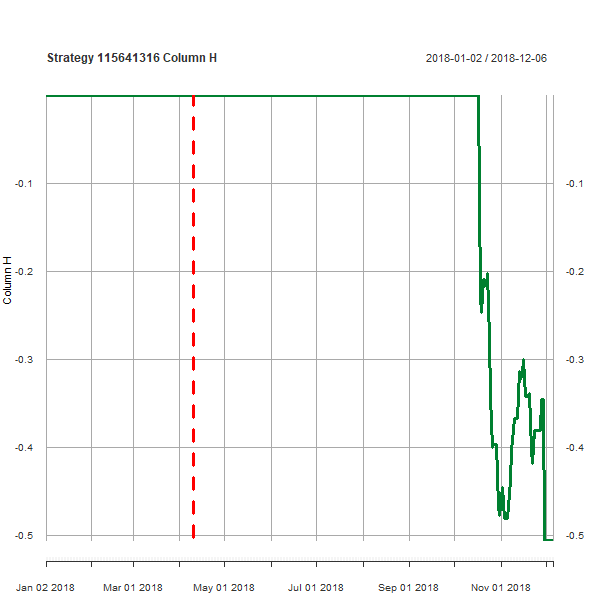 Strategy 115641316 Column H
2018-01-02 / 2018-12-06
-0.1 -0.1
-0.2 -0.2
Column H
-0.3 -0.3
-0.4 -0.4
-0.5 -0.5
Jan 02 2018 Mar 01 2018 May 01 2018 Jul 01 2018 Sep 01 2018 Nov 01 2018